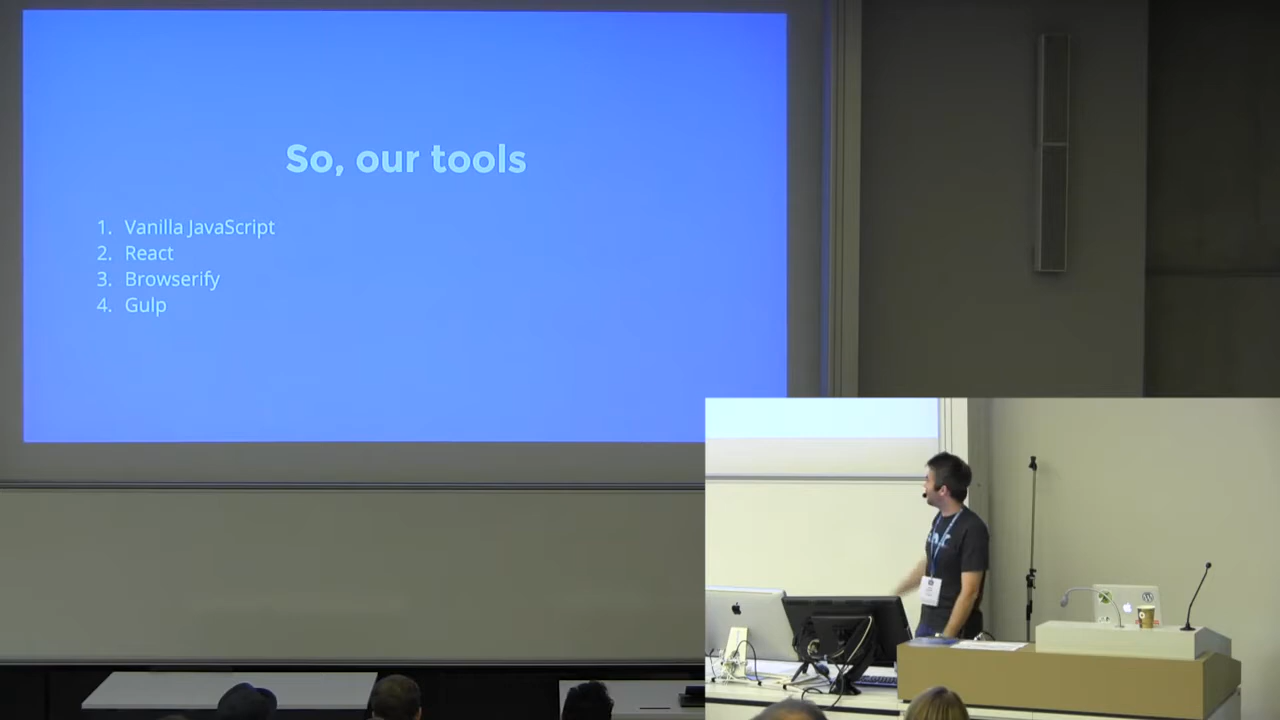 So, our tools
1. Vanilla JavaScript
2. React
3. Browserify
4. Gulp